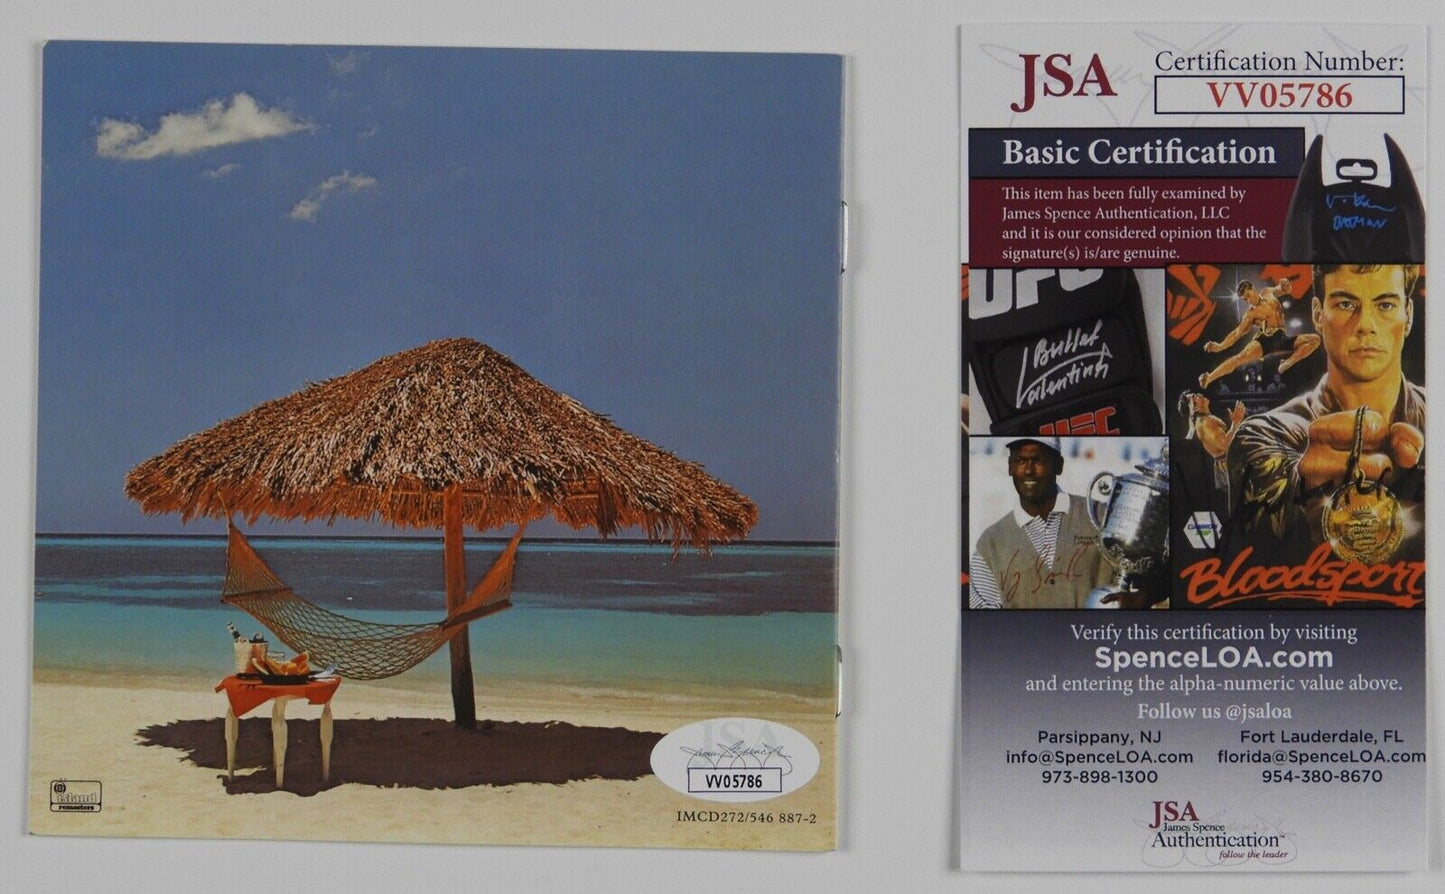 island
remasters
JSA
VV05786
IMCD272/546 887-2
JSA
Certification Number:
VV05786
Basic Certification
This item has been fully examined by
James Spence Authentication, LLC
and it is our considered opinion that the
signature(s) is/are genuine.
UFC
Bullet
Valentina
UFC
CANNON
Bloodsport
Verify this certification by visiting
SpenceLOA.com
and entering the alpha-numeric value above.
Follow us @jsaloa
Parsippany, NJ
info@SpenceLOA.com
973-898-1300
Fort Lauderdale, FL
florida@SpenceLOA.com
954-380-8670
JSA
James Spence
Authentication
follow the leader